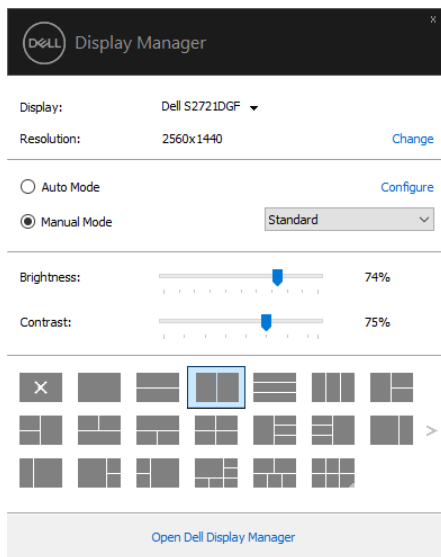 x
DELL Display Manager
Display: Dell S2721DGF
Resolution: 2560x1440 Change
Auto Mode Configure
Manual Mode Standard
Brightness: 74%
Contrast: 75%
Open Dell Display Manager